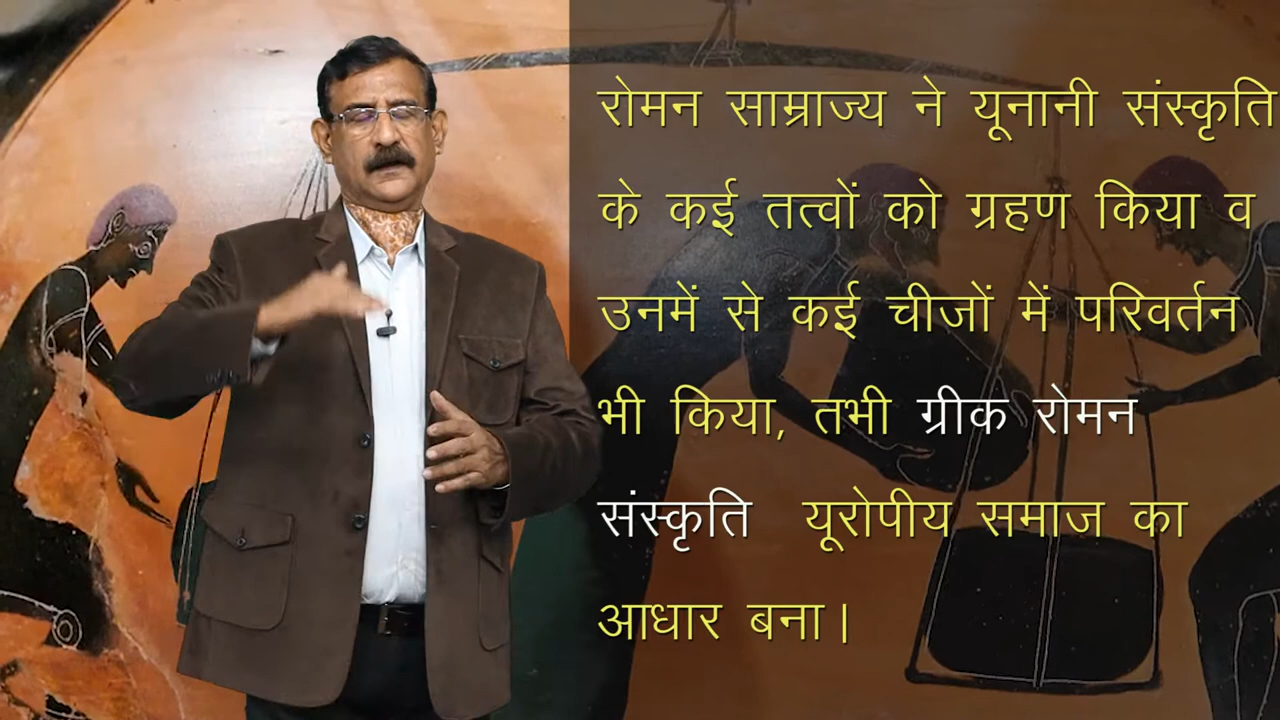 रोमन साम्राज्य ने यूनानी संस्कृति
के कई तत्वों को ग्रहण किया व
उनमें से कई चीजों में परिवर्तन
भी किया, तभी ग्रीक रोमन
संस्कृति यूरोपीय समाज का
आधार बना।